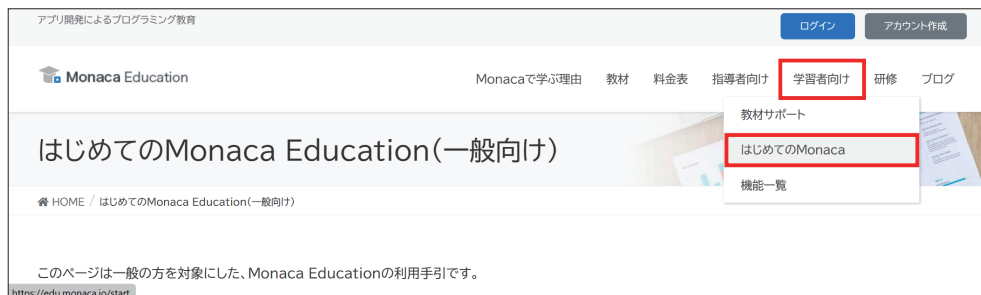 アプリ開発によるプログラミング教育
ログイン
アカウント作成
Monaca Education
Monacaで学ぶ理由 教材 料金表 指導者向け 学習者向け 研修 ブログ
教材サポート
はじめてのMonaca
機能一覧
はじめてのMonaca Education(一般向け)
HOME / はじめてのMonaca Education(一般向け)
このページは一般の方を対象にした、Monaca Educationの利用手引です。
https://edu.monaca.io/start